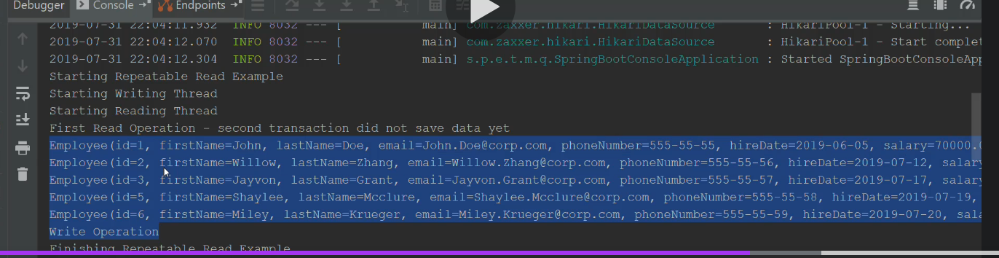 Debugger Console Endpoints
2019-07-31 22:04:11.932 INFO 8032 --- [ main] com.zaxxer.hikari.HikariDataSource : HikariPool-1 - Starting...
2019-07-31 22:04:12.070 INFO 8032 --- [ main] com.zaxxer.hikari.HikariDataSource : HikariPool-1 - Start
2019-07-31 22:04:12.304 INFO 8032 --- [ main] s.p.e.t.m.q.SpringBootConsoleApplication : Started
Starting Repeatable Read Example
Starting Writing Thread
Starting Reading Thread
First Read Operation - second transaction did not save data yet
Employee(id=1, firstName=John, lastName=Doe, email=John.Doe@corp.com, phoneNumber=555-55-55, hireDate=2019-06-05, salary=70000.
Employee(id=2, firstName=Willow, lastName=Zhang, email=Willow.Zhang@corp.com, phoneNumber=555-55-56, hireDate=2019-07-12, salary
Employee(id=3, firstName=Jayvon, lastName=Grant, email=Jayvon.Grant@corp.com, phoneNumber=555-55-57, hireDate=2019-07-17, salary
Employee(id=5, firstName=Shaylee, lastName=Mcclure, email=Shaylee.Mcclure@corp.com, phoneNumber=555-55-58, hireDate=2019-07-19,
Employee(id=6, firstName=Miley, lastName=Krueger, email=Miley.Krueger@corp.com, phoneNumber=555-55-59, hireDate=2019-07-20, sala
Write Operation
Finishing Repeatable Read Example